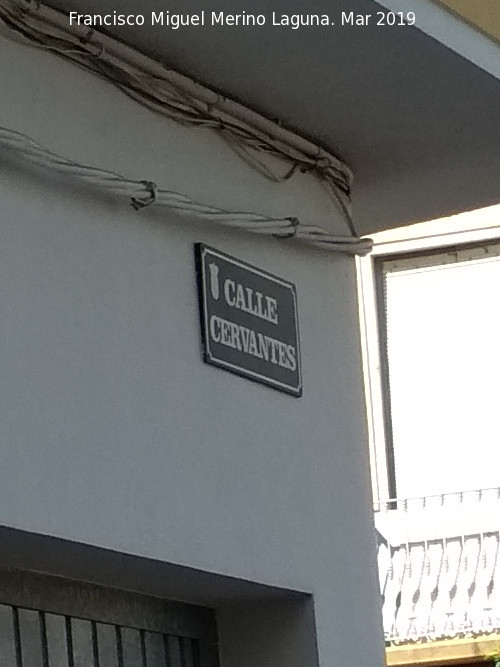 Francisco Miguel Merino Laguna. Mar 2019
CALLE
CERVANTES